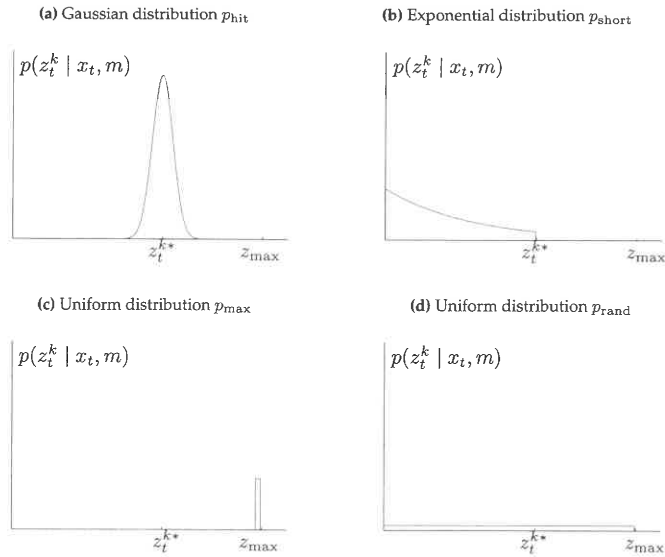 (a) Gaussian distribution p_hit
(b) Exponential distribution p_short
p(z_t^k | x_t, m)
p(z_t^k | x_t, m)
z_t^{k*} z_max
z_t^{k*} z_max
(c) Uniform distribution p_max
(d) Uniform distribution p_rand
p(z_t^k | x_t, m)
p(z_t^k | x_t, m)
z_t^{k*} z_max
z_t^{k*} z_max